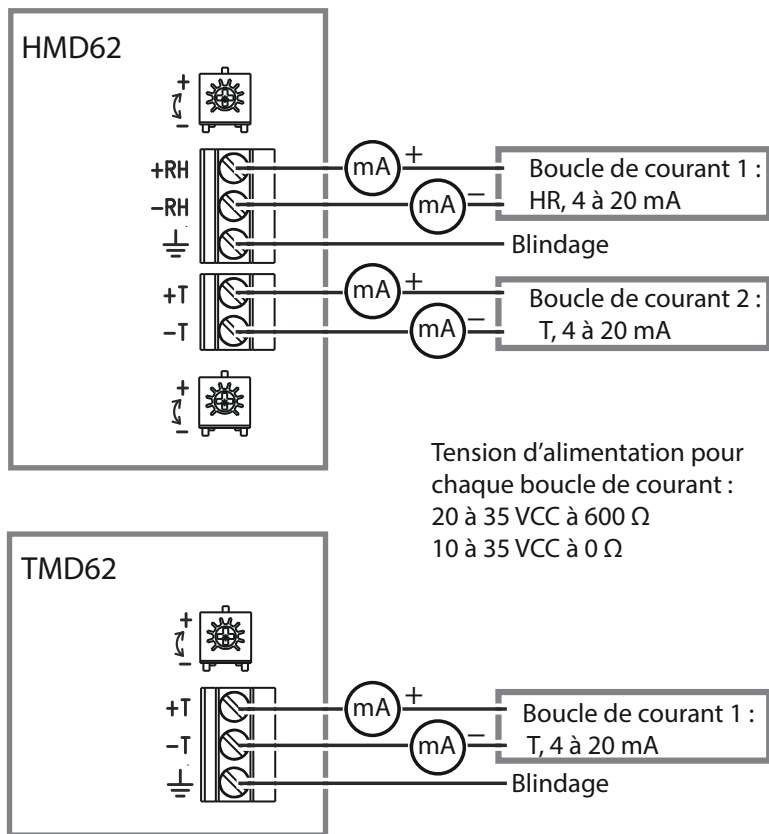 HMD62
+
−
+RH
mA
+
Boucle de courant 1 :
−RH
mA
−
HR, 4 à 20 mA
Blindage
+T
mA
+
Boucle de courant 2 :
−T
mA
−
T, 4 à 20 mA
+
−
Tension d’alimentation pour
chaque boucle de courant :
20 à 35 VCC à 600 Ω
10 à 35 VCC à 0 Ω
TMD62
+
−
+T
mA
+
Boucle de courant 1 :
−T
mA
−
T, 4 à 20 mA
Blindage